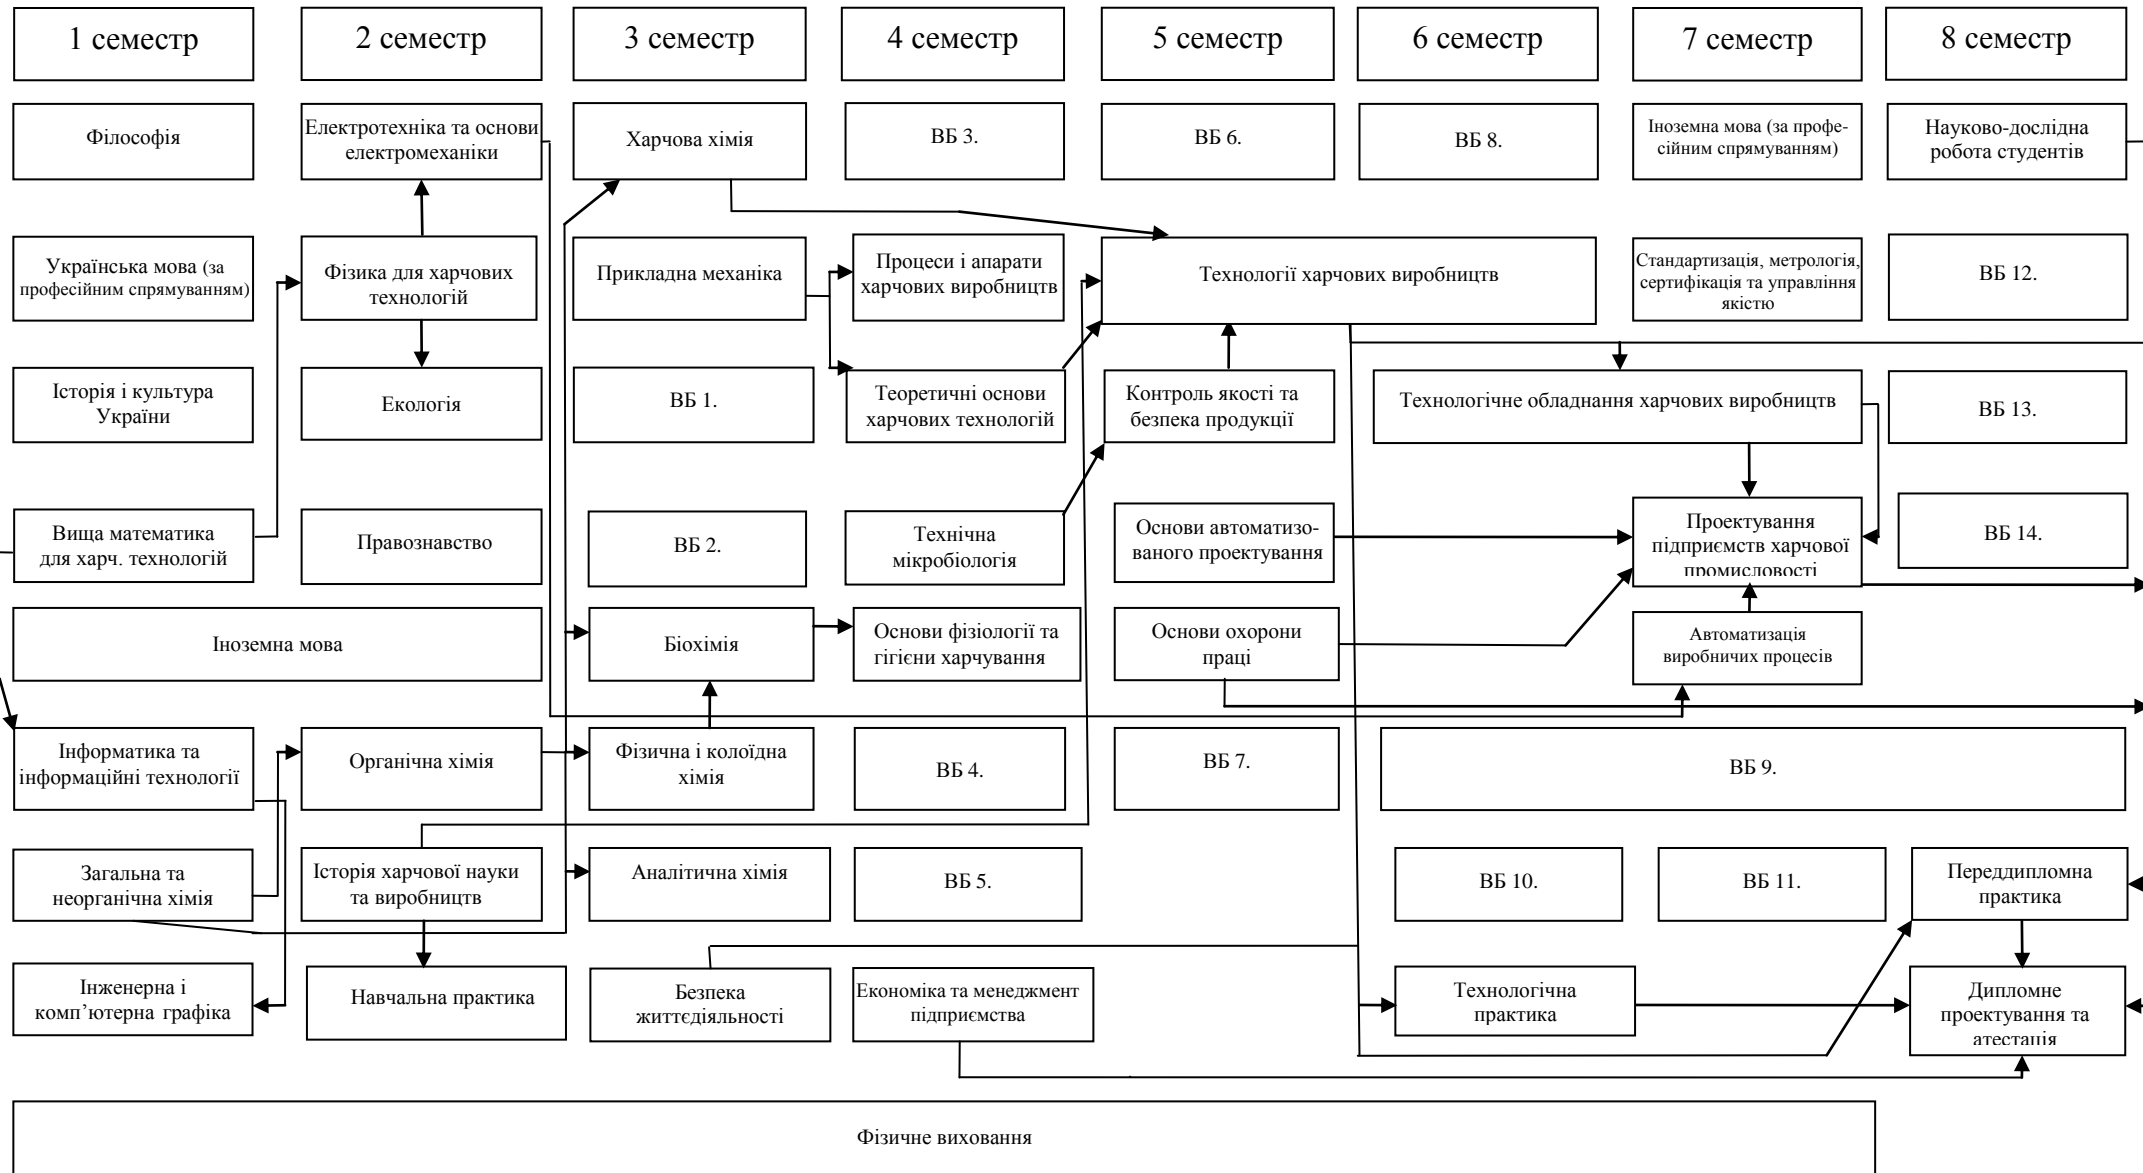 1 семестр
2 семестр
3 семестр
4 семестр
5 семестр
6 семестр
7 семестр
8 семестр
Філософія
Електротехніка та основи
електромеханіки
Харчова хімія
ВБ 3.
ВБ 6.
ВБ 8.
Іноземна мова (за профе-
сійним спрямуванням)
Науково-дослідна
робота студентів
Українська мова (за
професійним спрямуванням)
Фізика для харчових
технологій
Прикладна механіка
Процеси і апарати
харчових виробництв
Технології харчових виробництв
Стандартизація, метрологія,
сертифікація та управління
якістю
ВБ 12.
Історія і культура
України
Екологія
ВБ 1.
Теоретичні основи
харчових технологій
Контроль якості та
безпека продукції
Технологічне обладнання харчових виробництв
ВБ 13.
Вища математика
для харч. технологій
Правознавство
ВБ 2.
Технічна
мікробіологія
Основи автоматизо-
ваного проектування
Проектування
підприємств харчової
промисловості
ВБ 14.
Іноземна мова
Біохімія
Основи фізіології та
гігієни харчування
Основи охорони
праці
Автоматизація
виробничих процесів
Інформатика та
інформаційні технології
Органічна хімія
Фізична і колоїдна
хімія
ВБ 4.
ВБ 7.
ВБ 9.
Загальна та
неорганічна хімія
Історія харчової науки
та виробництв
Аналітична хімія
ВБ 5.
ВБ 10.
ВБ 11.
Переддипломна
практика
Інженерна і
комп’ютерна графіка
Навчальна практика
Безпека
життєдіяльності
Економіка та менеджмент
підприємства
Технологічна
практика
Дипломне
проектування та
атестація
Фізичне виховання